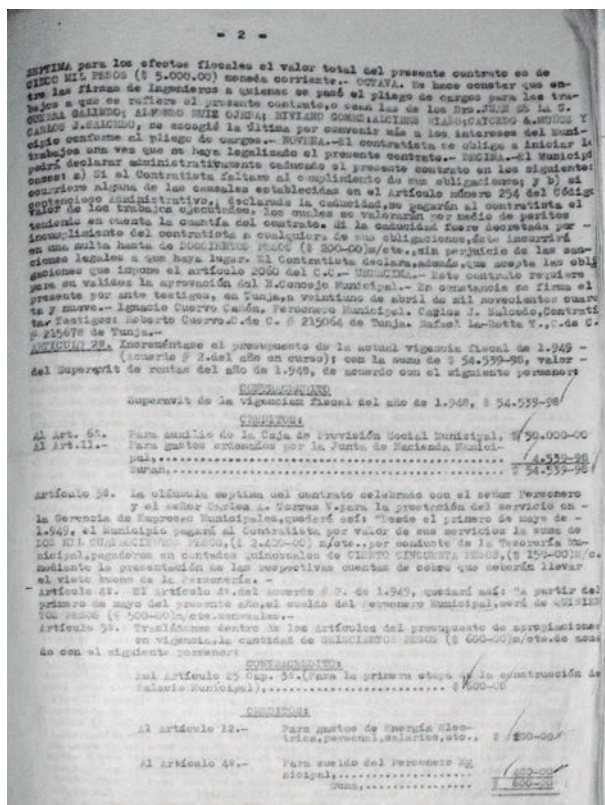 - 2 -
SEPTIMA para los efectos fiscales el valor total del presente contrato es de
CINCO MIL PESOS ($ 5.000.00) moneda corriente.- OCTAVA. Se hace constar que en-
tre las firmas de Ingenieros a quienes se pasó el pliego de cargos para los tra-
bajos a que se refiere el presente contrato, o sean las de los Drs. JUAN DE LA C.
GUERRA GALINDO; ALFONSO RUIZ OJEDA; CAYCEDO A. MUÑOZ Y
CARLOS J. SALCEDO, se escogió la última por convenir más a los intereses del Muni-
cipio conforme al pliego de cargos.- NOVENA.- El contratista se obliga a iniciar l
trabajos una vez que se haya legalizado el presente contrato.- DECIMA.- El Municipi
podrá declarar administrativamente caducado el presente contrato en los siguientes
casos: a) Si el Contratista faltare al cumplimiento de sus obligaciones; y b) si
ocurriere alguna de las causales establecidas en el Artículo número 254 del Código
contencioso Administrativo,; declarada la caducidad, se pagarán al contratista el
valor de los trabajos ejecutados, los cuales se valorarán por medio de peritos
teniendo en cuenta la cuantía del contrato. Si la caducidad fuere decretada por -
incumplimiento del contratista a cualquiera de sus obligaciones, éste incurrirá
en una multa hasta de DOSCIENTOS PESOS ($ 200-00)m/cte., sin perjuicio de las san-
ciones legales a que haya lugar. El Contratista declara, además, que acepta las obli
gaciones que impone el artículo 2060 del C.C.- UNDECIMA.- Este contrato requiere
para su validez la aprovación del H. Concejo Municipal.- En constancia se firma el
presente por ante testigos, en Tunja, a veintiuno de abril de mil novecientos cuare
ta y nueve.- Ignacio Cuervo Cañón, Personero Municipal. Carlos J. Salcedo, Contrati
ta. Testigos: Roberto Cuervo. C.de C. # 215064 de Tunja. Rafael La-Rotta Y., C.de C.
# 215678 de Tunja.--
ARTICULO 2º. Increméntase el presupuesto de la actual vigencia fiscal de 1.949 -
(acuerdo # 2. del año en curso); con la suma de $ 54.539-98, valor -
del Superqvit de rentas del año de 1.948, de acuerdo con el siguiente pormenor:
CONTRACREDITO
Superavit de la vigencia fiscal del año de 1.948, $ 54.539-98
CREDITOS:
Al Art. 6º. Para auxilio de la Caja de Previsión Social Municipal, $ 50.000-00
Al Art.11.- Para gastos ordenados por la Junta de Hacienda Munici-
pal, 4.539-98
Suman, $ 54.539-98
Artículo 3º. La cláusula septima del contrato celebrado con el señor Personero
y el señor Carlos A. Torres V. para la prestación del servicio en -
la Gerencia de Empresas Municipales, quedará así: "Desde el primero de mayo de -
1.949, el Municipio pagará al Contratista por valor de sus servicios la suma de
DOS MIL CUATROCIENTOS PESOS, ($ 2.400-00) m/cte., por conducto de la Tesorería Mu-
nicipal, pagaderos en contados quincenales de CIENTO CINCUENTA PESOS, ($ 150-00)m/c.
mediante la presentación de las respectivas cuentas de cobro que deberán llevar
el visto bueno de la Personería. -
Artículo 4º. El Artículo 4º. del acuerdo # 2. de 1.949, quedará así: "A partir del
primero de mayo del presente año, el sueldo del Personero Municipal, será de QUINIEN
TOS PESOS ($ 500-00)m/cte. mensuales.-
Artículo 5º. Trasládanse dentro de los Artículos del presupuesto de apropiaciones
en vigencia, la cantidad de SEISCIENTOS PESOS ($ 600-00)m/cte. de acue
do con el siguiente pormenor:
CONTRACREDITO:
Del Artículo 25 Cap. 5º. (Para la primera etapa de la construcción de
Palacio Municipal), $ 600-00
CREDITOS:
Al Artículo 12.- Para gastos de Energía Eléc-
trica, personal, salarios, etc., $ 200-00
Al Artículo 4º.- Para sueldo del Personero Mu
nicipal, 400-00
Suma, $ 600-00